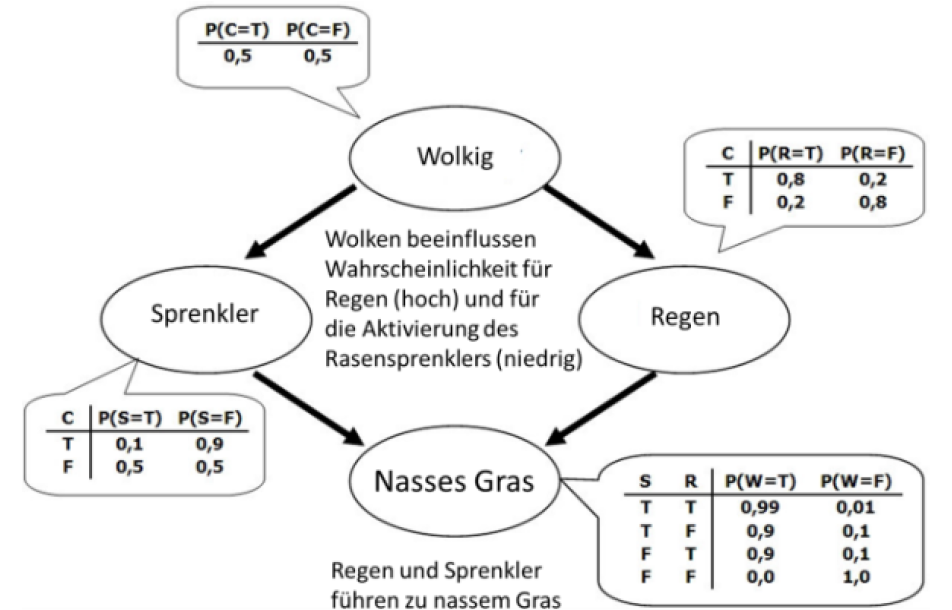 P(C=T) P(C=F)
0,5 0,5
Wolkig
C P(R=T) P(R=F)
T 0,8 0,2
F 0,2 0,8
Wolken beeinflussen
Wahrscheinlichkeit für
Regen (hoch) und für
die Aktivierung des
Rasensprenklers (niedrig)
Sprenkler
Regen
C P(S=T) P(S=F)
T 0,1 0,9
F 0,5 0,5
Nasses Gras
S R P(W=T) P(W=F)
T T 0,99 0,01
T F 0,9 0,1
F T 0,9 0,1
F F 0,0 1,0
Regen und Sprenkler
führen zu nassem Gras